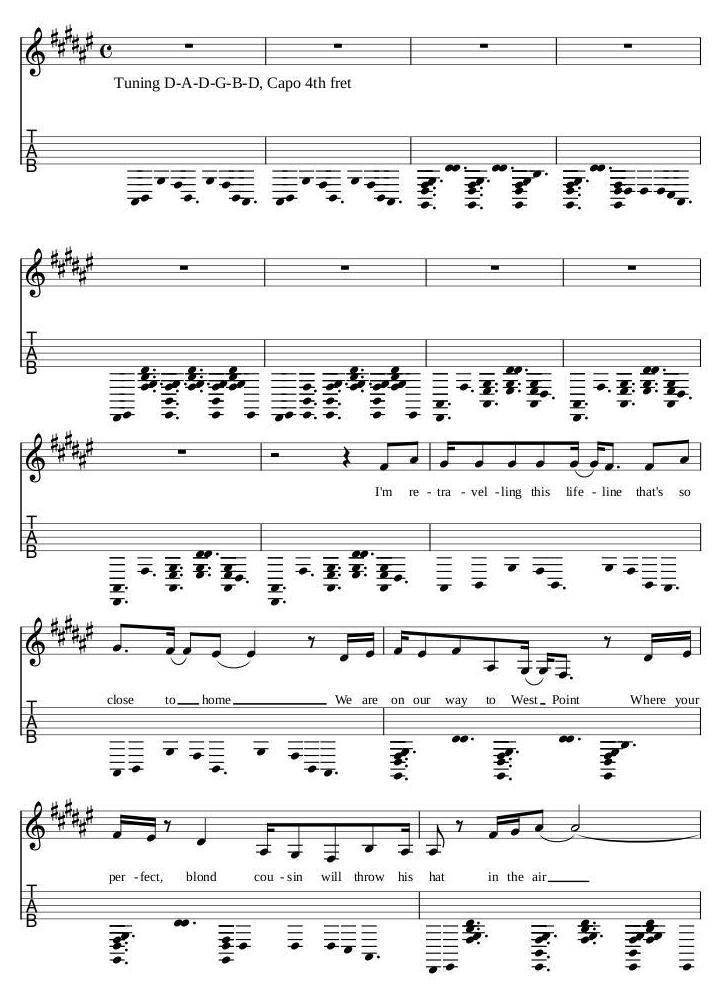 Tuning D-A-D-G-B-D, Capo 4th fret
TAB
TAB
I'm re - tra - vel - ling this life - line that's so
TAB
close to home We are on our way to West Point Where your
TAB
per - fect, blond cou - sin will throw his hat in the air
TAB